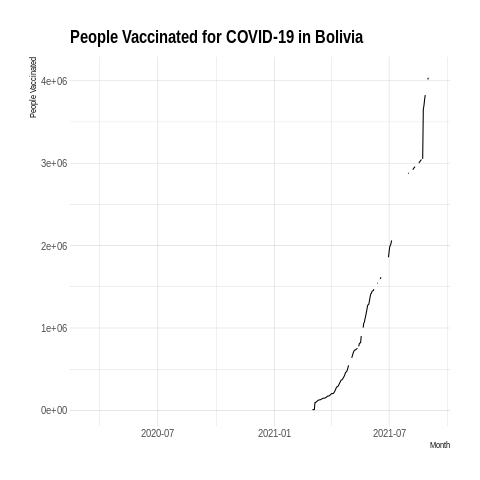 People Vaccinated for COVID-19 in Bolivia
People Vaccinated
4e+06
3e+06
2e+06
1e+06
0e+00
2020-07
2021-01
2021-07
Month